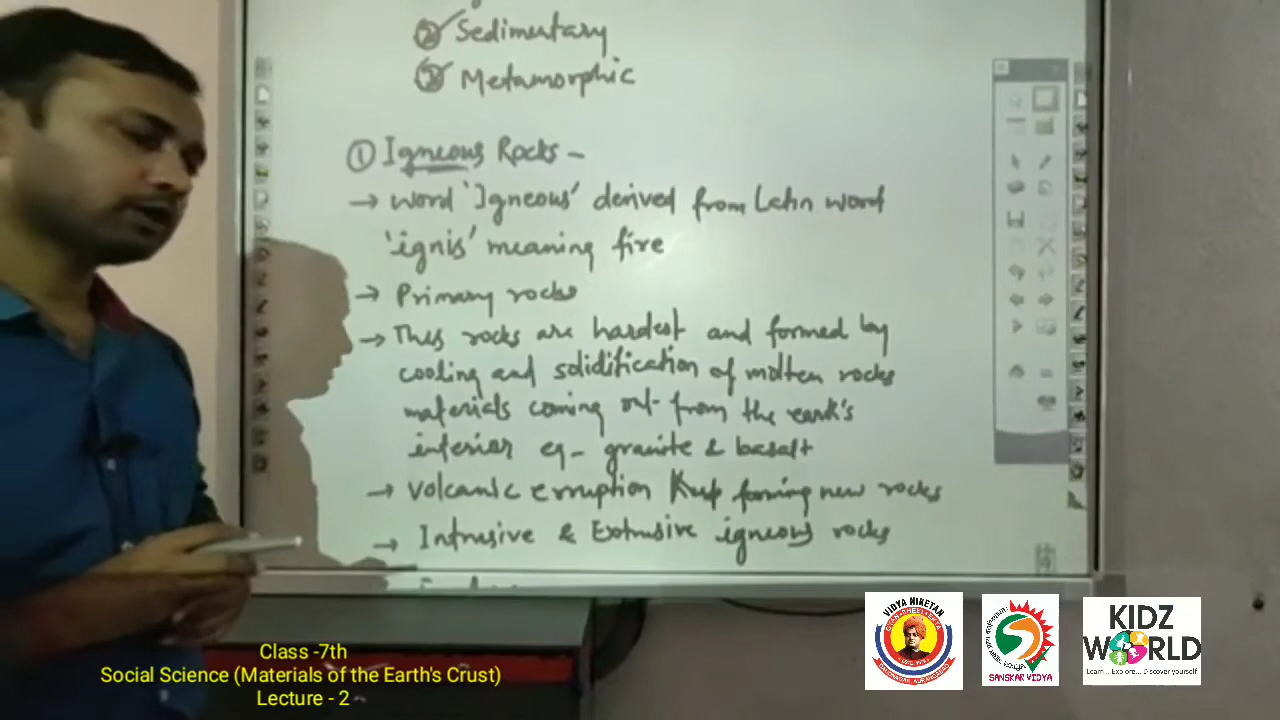 ② Sedimentary
③ Metamorphic
① Igneous Rocks -
→ Word 'Igneous' derived from Latin word
'ignis' meaning fire
→ Primary rocks
→ Thes rocks are hardest and formed by
cooling and solidification of molten rocks
materials coming out from the earth's
interior eg- granite & basalt
→ Volcanic erruption Keep forming new rocks
→ Intrusive & Extrusive igneous rocks
Class -7th
Social Science (Materials of the Earth's Crust)
Lecture - 2
VIDYA NIKETAN
SANSKAR VIDYA
KIDZ
WORLD
Learn... Explore... Discover yourself